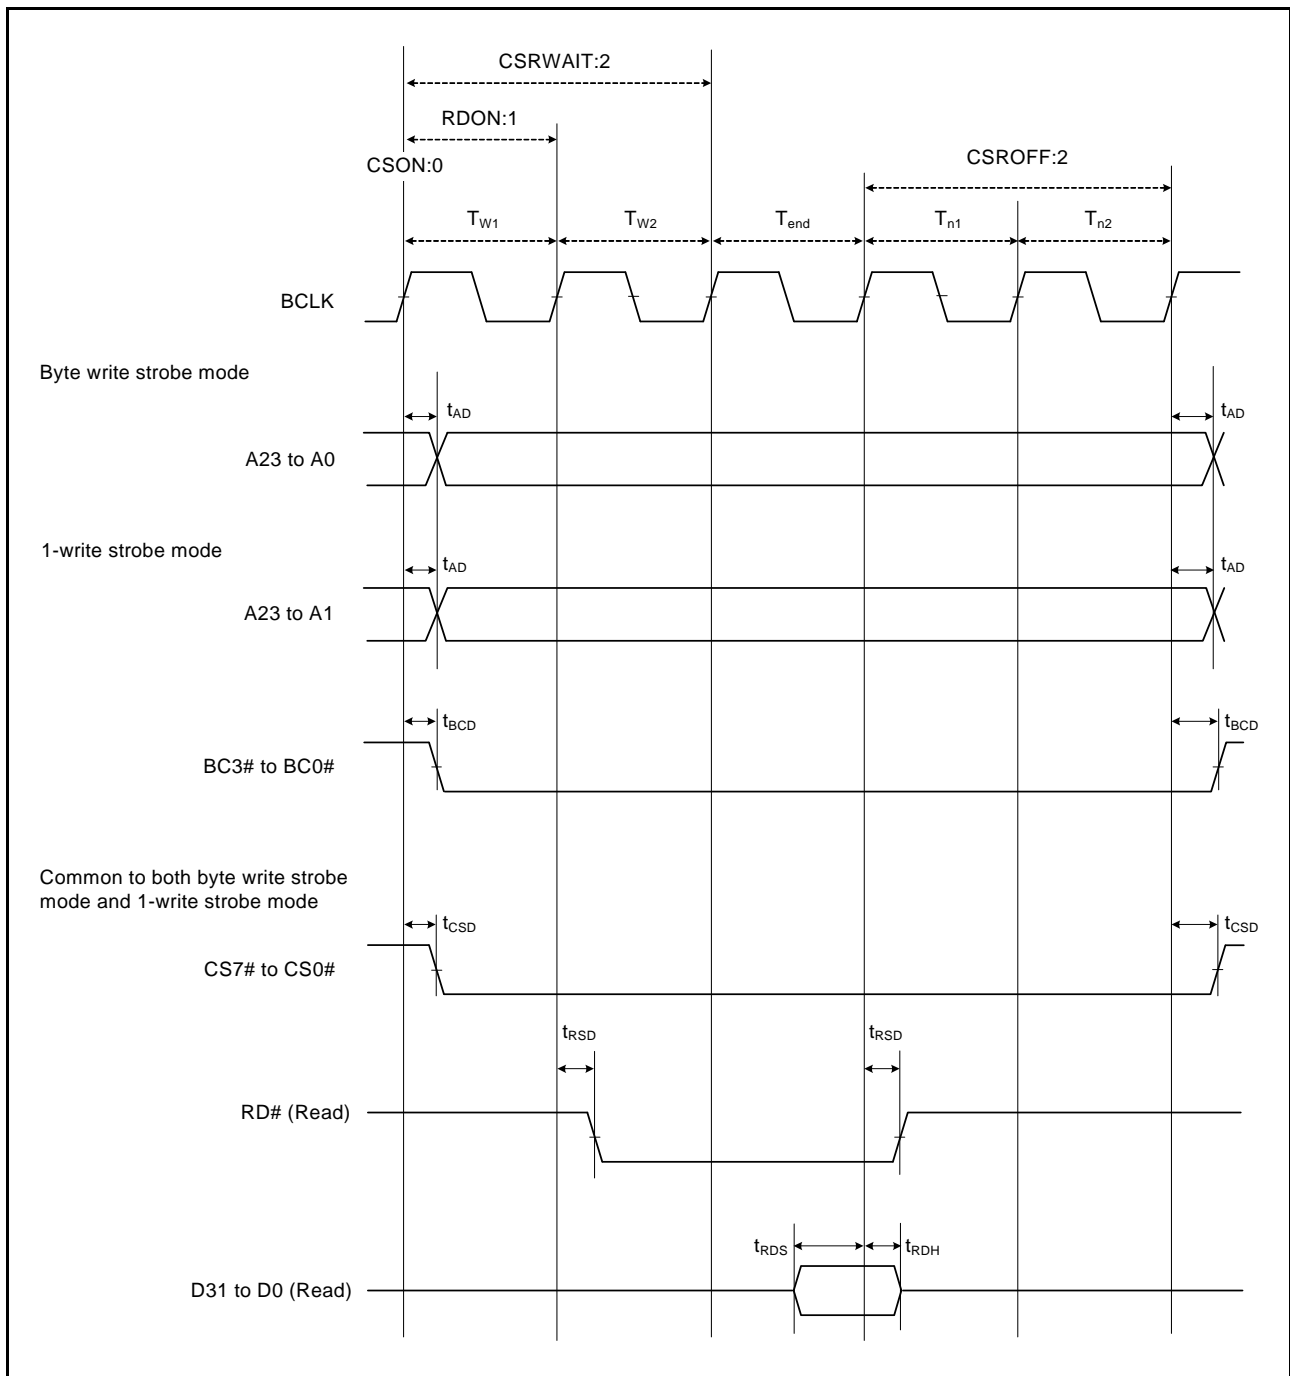 CSRWAIT:2
RDON:1
CSON:0
CSROFF:2
TW1
TW2
Tend
Tn1
Tn2
BCLK
Byte write strobe mode
tAD
tAD
A23 to A0
1-write strobe mode
tAD
tAD
A23 to A1
tBCD
tBCD
BC3# to BC0#
Common to both byte write strobe
mode and 1-write strobe mode
tCSD
tCSD
CS7# to CS0#
tRSD
tRSD
RD# (Read)
tRDS
tRDH
D31 to D0 (Read)